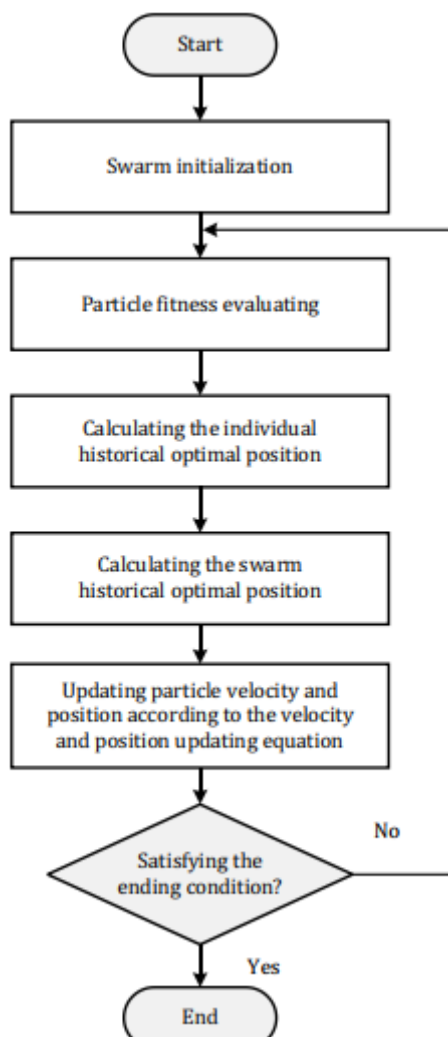 Start
Swarm initialization
Particle fitness evaluating
Calculating the individual
historical optimal position
Calculating the swarm
historical optimal position
Updating particle velocity and
position according to the velocity
and position updating equation
Satisfying the
ending condition?
No
Yes
End